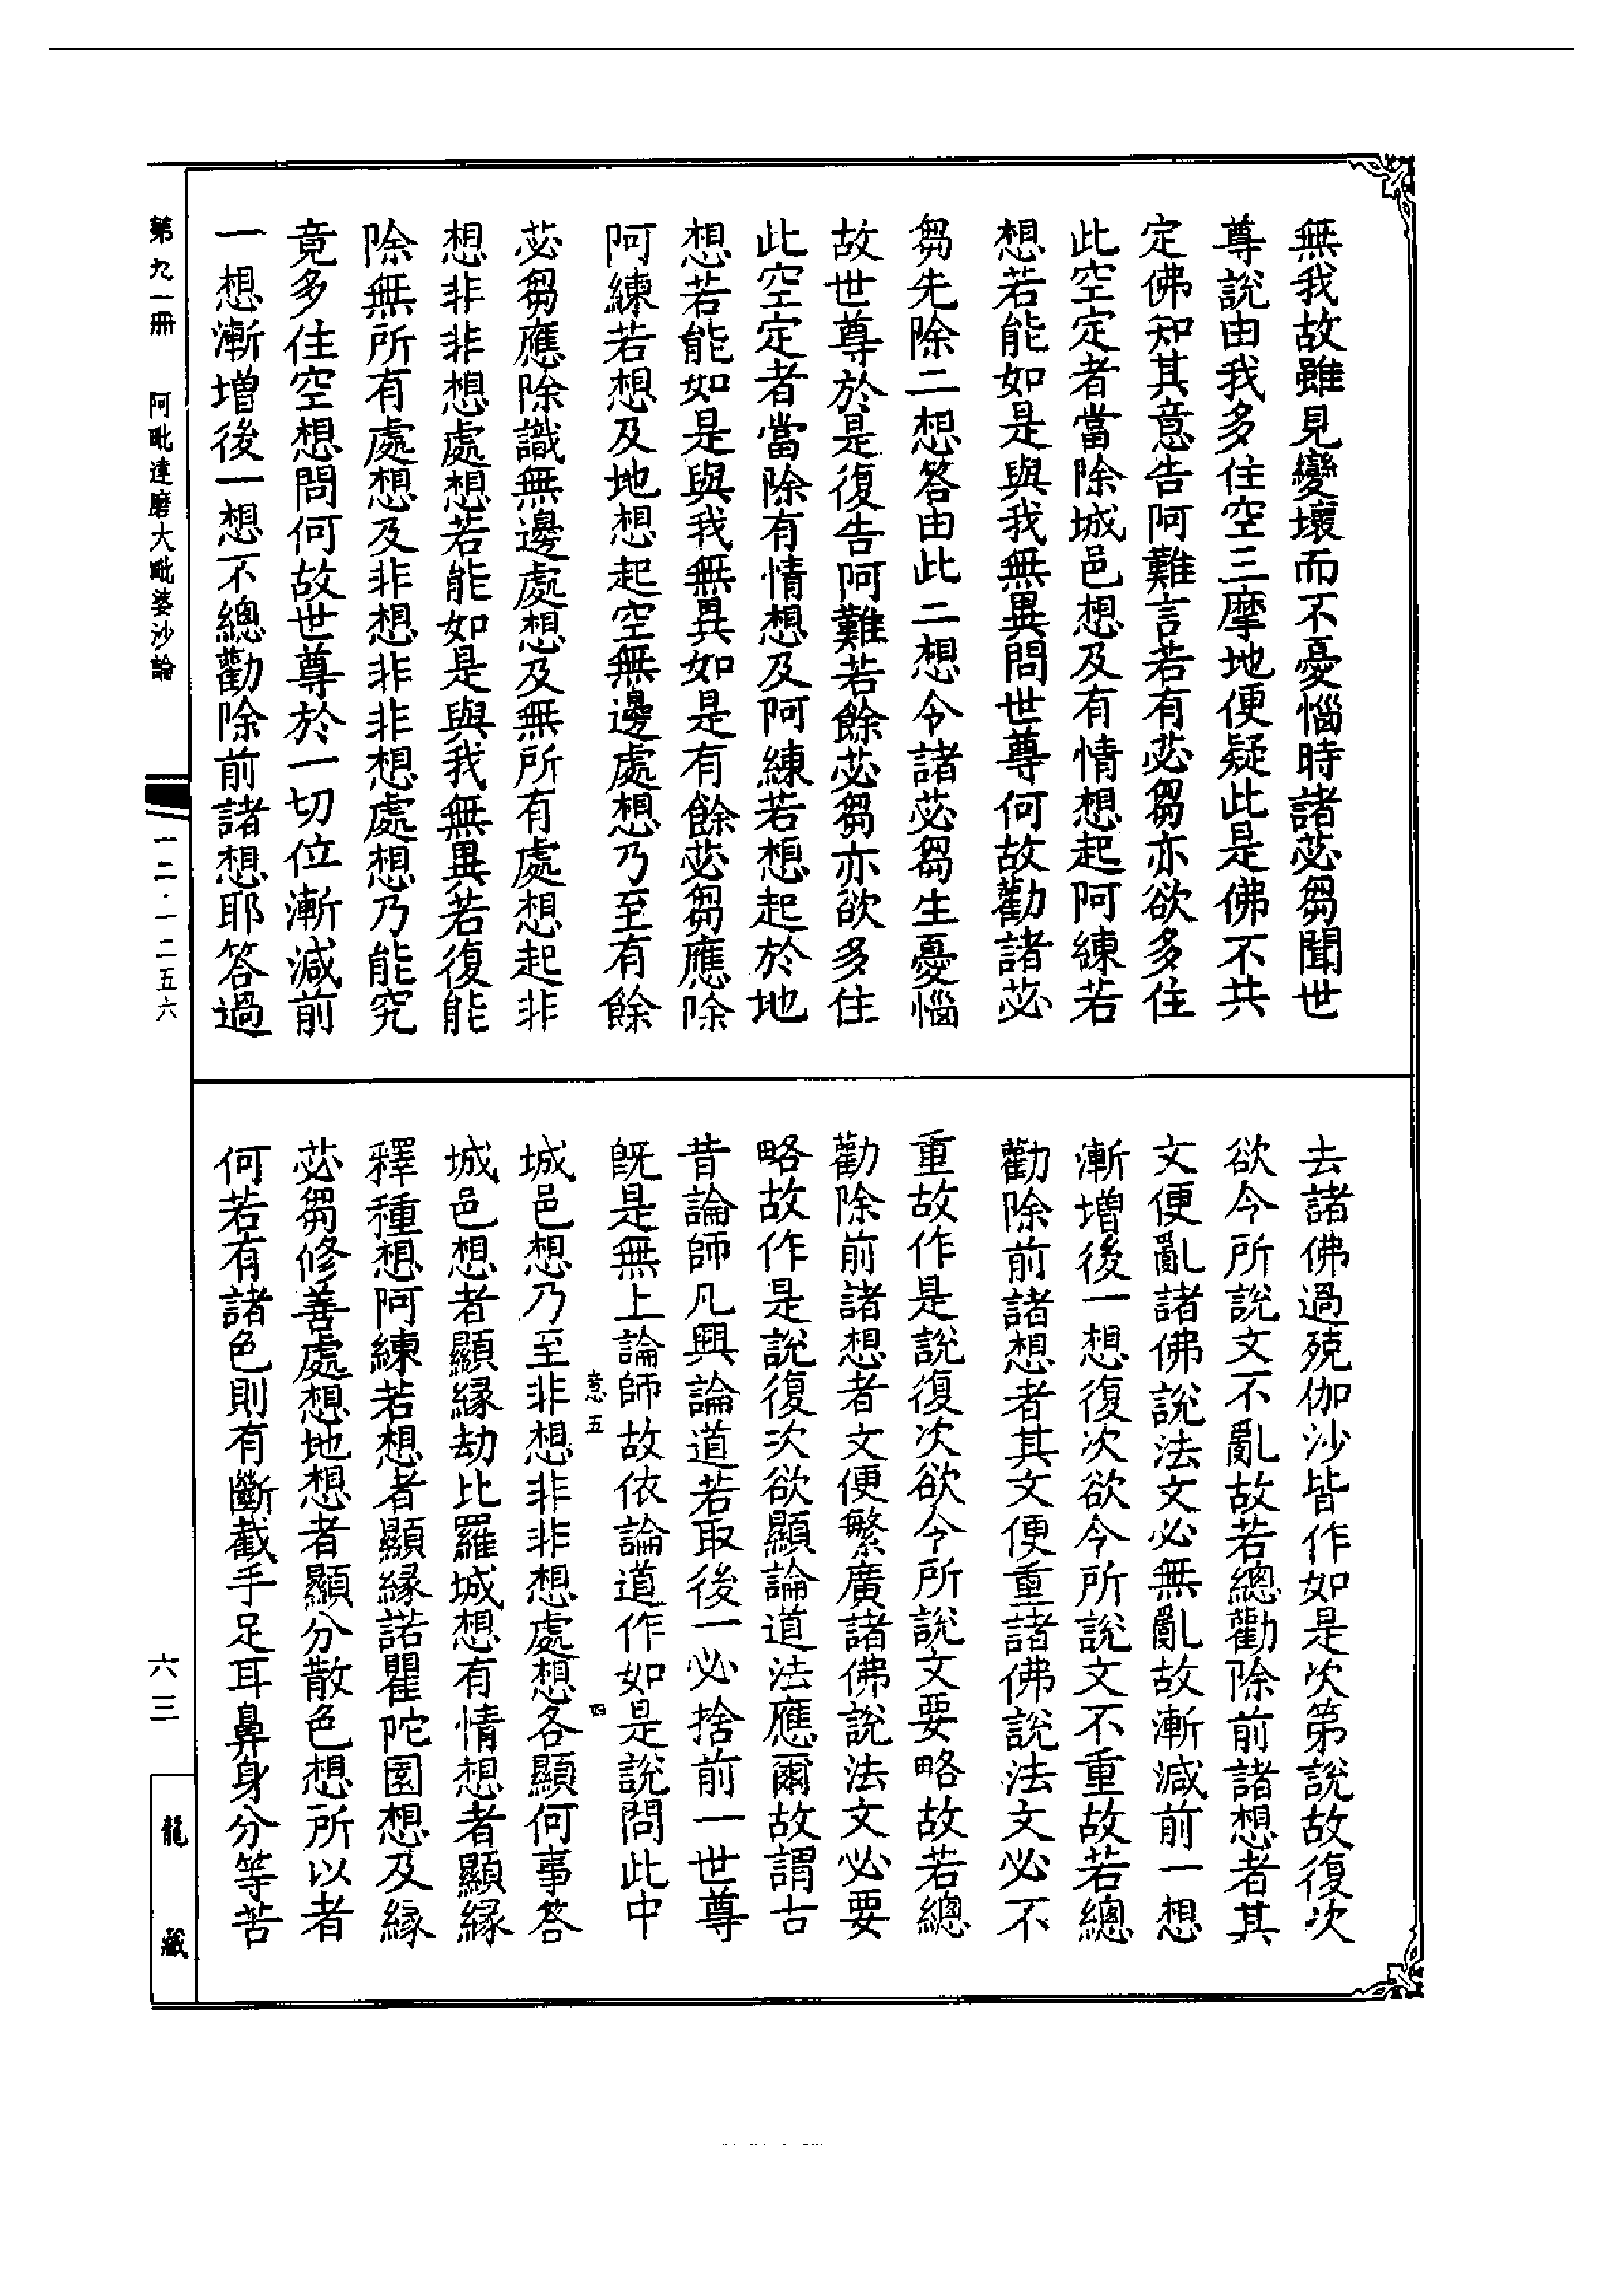 無我故雖見變壞而不憂惱時諸苾芻聞世
尊說由我多住空三摩地便疑此是佛不共
定佛知其意告阿難言若有苾芻亦欲多住
此空定者當除城邑想及有情想起阿練若
想若能如是與我無異問世尊何故勸諸苾
芻先除二想答由此二想令諸苾芻生憂惱
故世尊於是復告阿難若餘苾芻亦欲多住
此空定者當除有情想及阿練若想起於地
想若能如是與我無異如是有餘苾芻應除
阿練若想及地想起空無邊處想乃至有餘
苾芻應除識無邊處想及無所有處想起非
想非非想處想若能如是與我無異若復能
除無所有處想及非想非非想處想乃能究
竟多住空想問何故世尊於一切位漸減前
一想漸增後一想不總勸除前諸想耶答過
去諸佛過殑伽沙皆作如是次第說故復次
欲令所說文不亂故若總勸除前諸想者其
文便亂諸佛說法文必無亂故漸減前一想
漸增後一想復次欲令所說文不重故若總
勸除前諸想者其文便重諸佛說法文必不
重故作是說復次欲令所說文要略故若總
勸除前諸想者文便繁廣諸佛說法文必要
略故作是說復次欲顯論道法應爾故謂古
昔論師凡興論道若取後一必捨前一世尊
既是無上論師故依論道作如是說問此中
意五
四
城邑想乃至非想非非想處想各顯何事答
城邑想者顯緣劫比羅城想有情想者顯緣
釋種想阿練若想者顯緣諾瞿陀園想及緣
苾芻修善處想地想者顯分散色想所以者
何若有諸色則有斷截手足耳鼻身分等苦
第九一冊
阿毗達磨大毗婆沙論
一二·一二五六
六三
龍藏